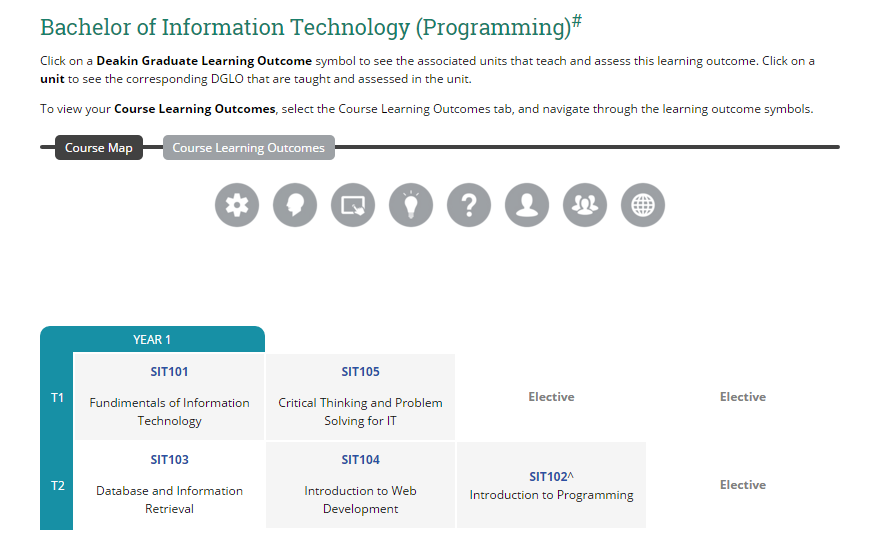 Bachelor of Information Technology (Programming)#
Click on a Deakin Graduate Learning Outcome symbol to see the associated units that teach and assess this learning outcome. Click on a
unit to see the corresponding DGLO that are taught and assessed in the unit.
To view your Course Learning Outcomes, select the Course Learning Outcomes tab, and navigate through the learning outcome symbols.
Course Map
Course Learning Outcomes
?
YEAR 1
T1
SIT101
Fundimentals of Information
Technology
SIT105
Critical Thinking and Problem
Solving for IT
Elective
Elective
T2
SIT103
Database and Information
Retrieval
SIT104
Introduction to Web
Development
SIT102^
Introduction to Programming
Elective